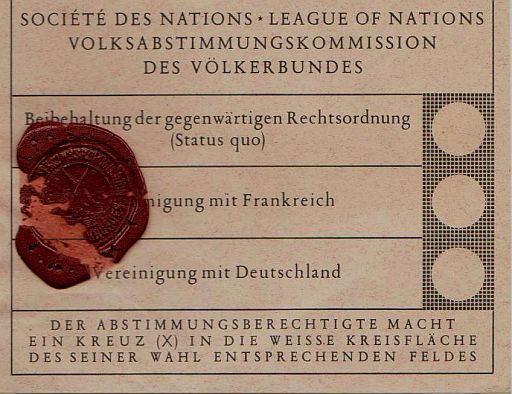 SOCIÉTÉ DES NATIONS ★ LEAGUE OF NATIONS
VOLKSABSTIMMUNGSKOMMISSION
DES VÖLKERBUNDES
Beibehaltung der gegenwärtigen Rechtsordnung
(Status quo)
nigung mit Frankreich
Vereinigung mit Deutschland
DER ABSTIMMUNGSBERECHTIGTE MACHT
EIN KREUZ (X) IN DIE WEISSE KREISFLÄCHE
DES SEINER WAHL ENTSPRECHENDEN FELDES